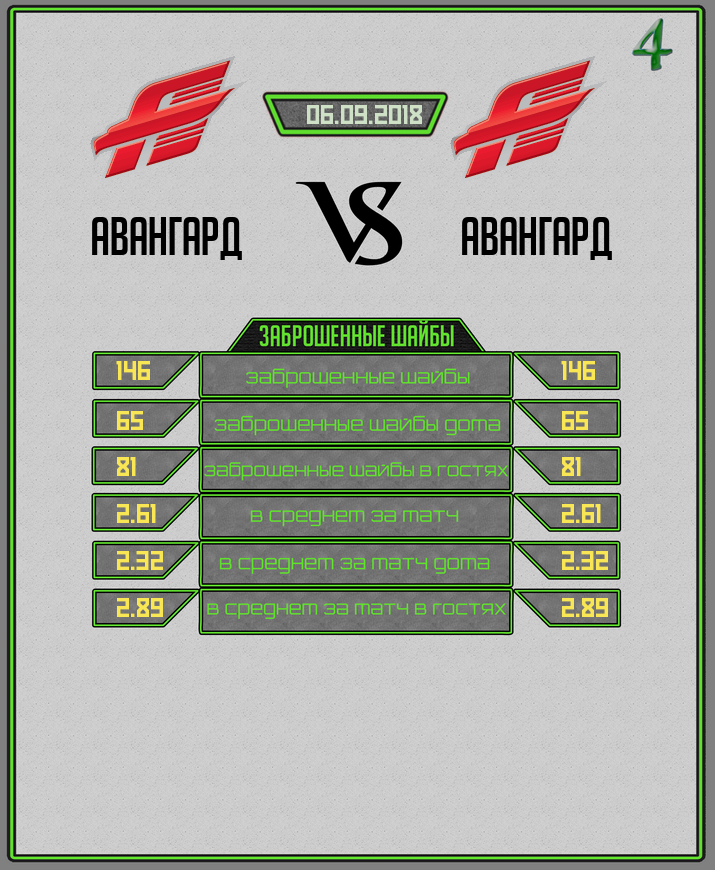 4
06.09.2018
VS
АВАНГАРД АВАНГАРД
ЗАБРОШЕННЫЕ ШАЙБЫ
146 заброшенные шайбы 146
65 заброшенные шайбы дома 65
81 заброшенные шайбы в гостях 81
2.61 в среднем за матч 2.61
2.32 в среднем за матч дома 2.32
2.89 в среднем за матч в гостях 2.89